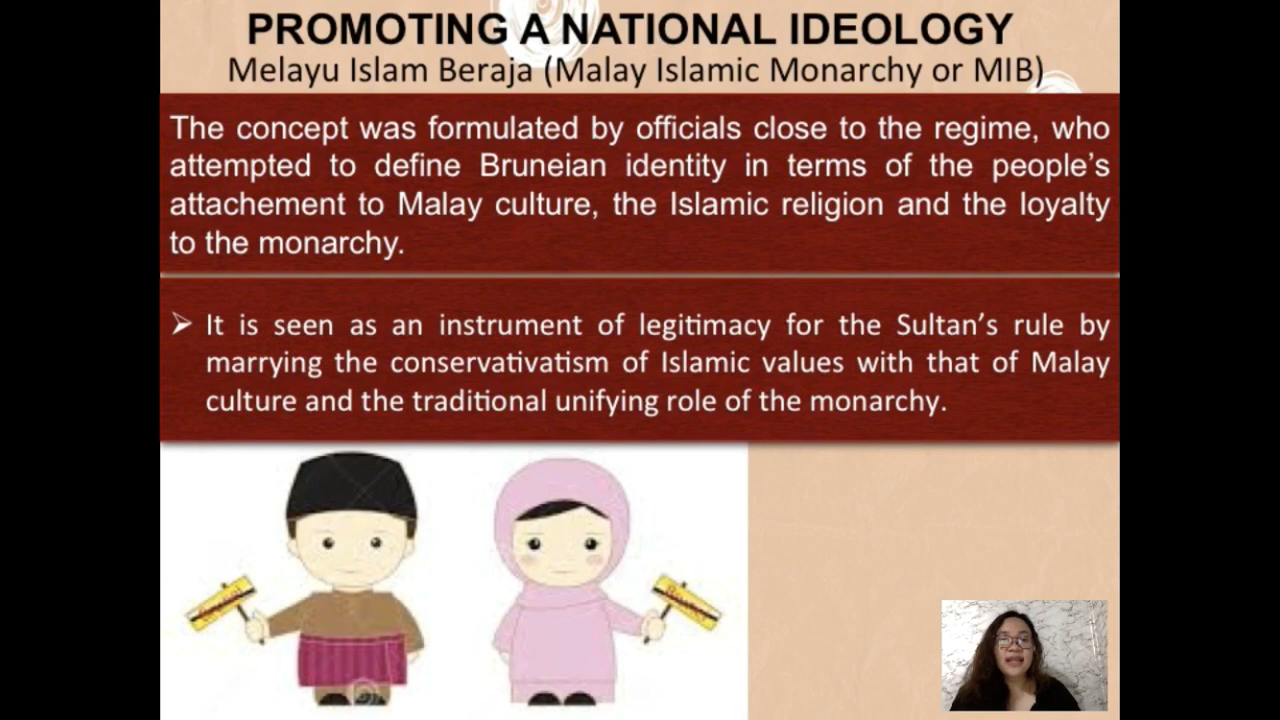 PROMOTING A NATIONAL IDEOLOGY
Melayu Islam Beraja (Malay Islamic Monarchy or MIB)
The concept was formulated by officials close to the regime, who
attempted to define Bruneian identity in terms of the people's
attachement to Malay culture, the Islamic religion and the loyalty
to the monarchy.
➢ It is seen as an instrument of legitimacy for the Sultan's rule by
marrying the conservativatism of Islamic values with that of Malay
culture and the traditional unifying role of the monarchy.